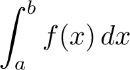 ∫_a^b f(x) dx